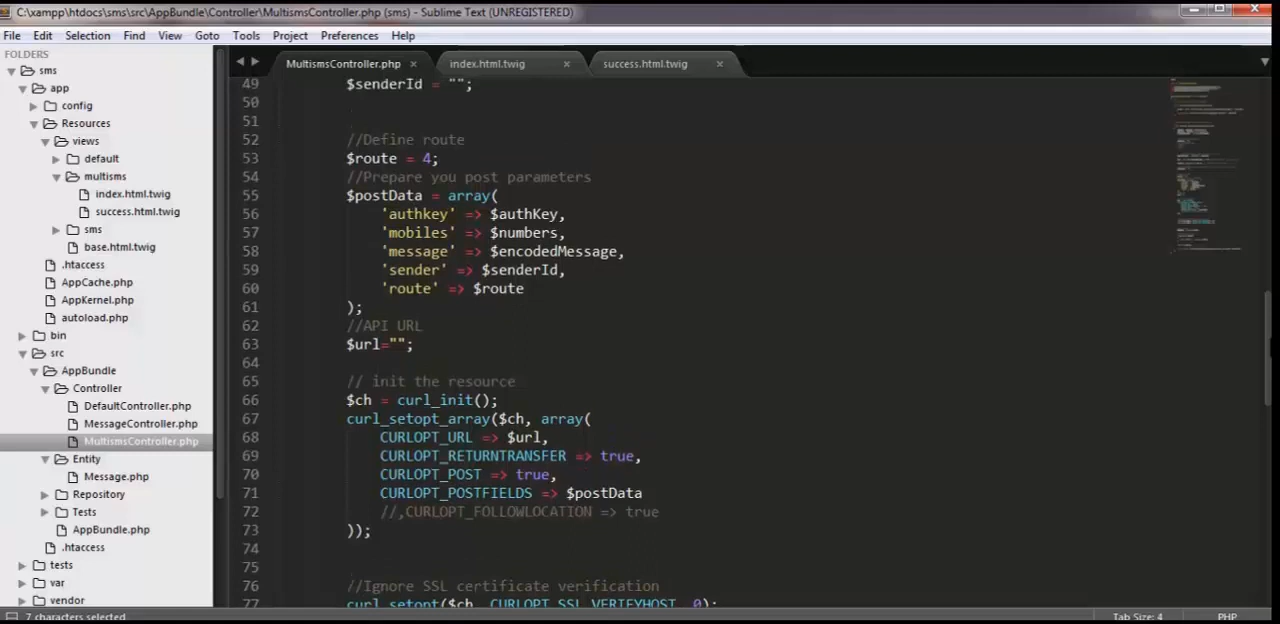 C:\xampp\htdocs\sms\src\AppBundle\Controller\MultismsController.php (sms) - Sublime Text (UNREGISTERED)
File Edit Selection Find View Goto Tools Project Preferences Help
FOLDERS
sms
app
config
Resources
views
default
multisms
index.html.twig
success.html.twig
sms
base.html.twig
.htaccess
AppCache.php
AppKernel.php
autoload.php
bin
src
AppBundle
Controller
DefaultController.php
MessageController.php
MultismsController.php
Entity
Message.php
Repository
Tests
AppBundle.php
.htaccess
tests
var
vendor
MultismsController.php × index.html.twig × success.html.twig ×
49 $senderId = "";
50
51
52 //Define route
53 $route = 4;
54 //Prepare you post parameters
55 $postData = array(
56 'authkey' => $authKey,
57 'mobiles' => $numbers,
58 'message' => $encodedMessage,
59 'sender' => $senderId,
60 'route' => $route
61 );
62 //API URL
63 $url="";
64
65 // init the resource
66 $ch = curl_init();
67 curl_setopt_array($ch, array(
68 CURLOPT_URL => $url,
69 CURLOPT_RETURNTRANSFER => true,
70 CURLOPT_POST => true,
71 CURLOPT_POSTFIELDS => $postData
72 //,CURLOPT_FOLLOWLOCATION => true
73 ));
74
75
76 //Ignore SSL certificate verification
77 curl_setopt($ch, CURLOPT_SSL_VERIFYHOST, 0);
7 characters selected Tab Size: 4 PHP